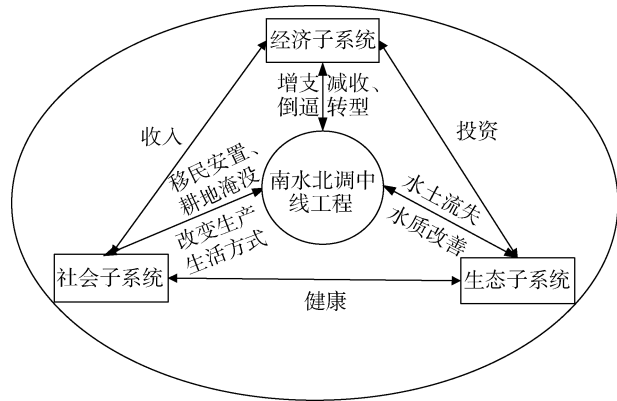 经济子系统
增支 减收、
倒逼 转型
收入
投资
移民安置、
耕地淹没
南水北调中
线工程
水土流失
水质改善
改变生产
生活方式
社会子系统
生态子系统
健康